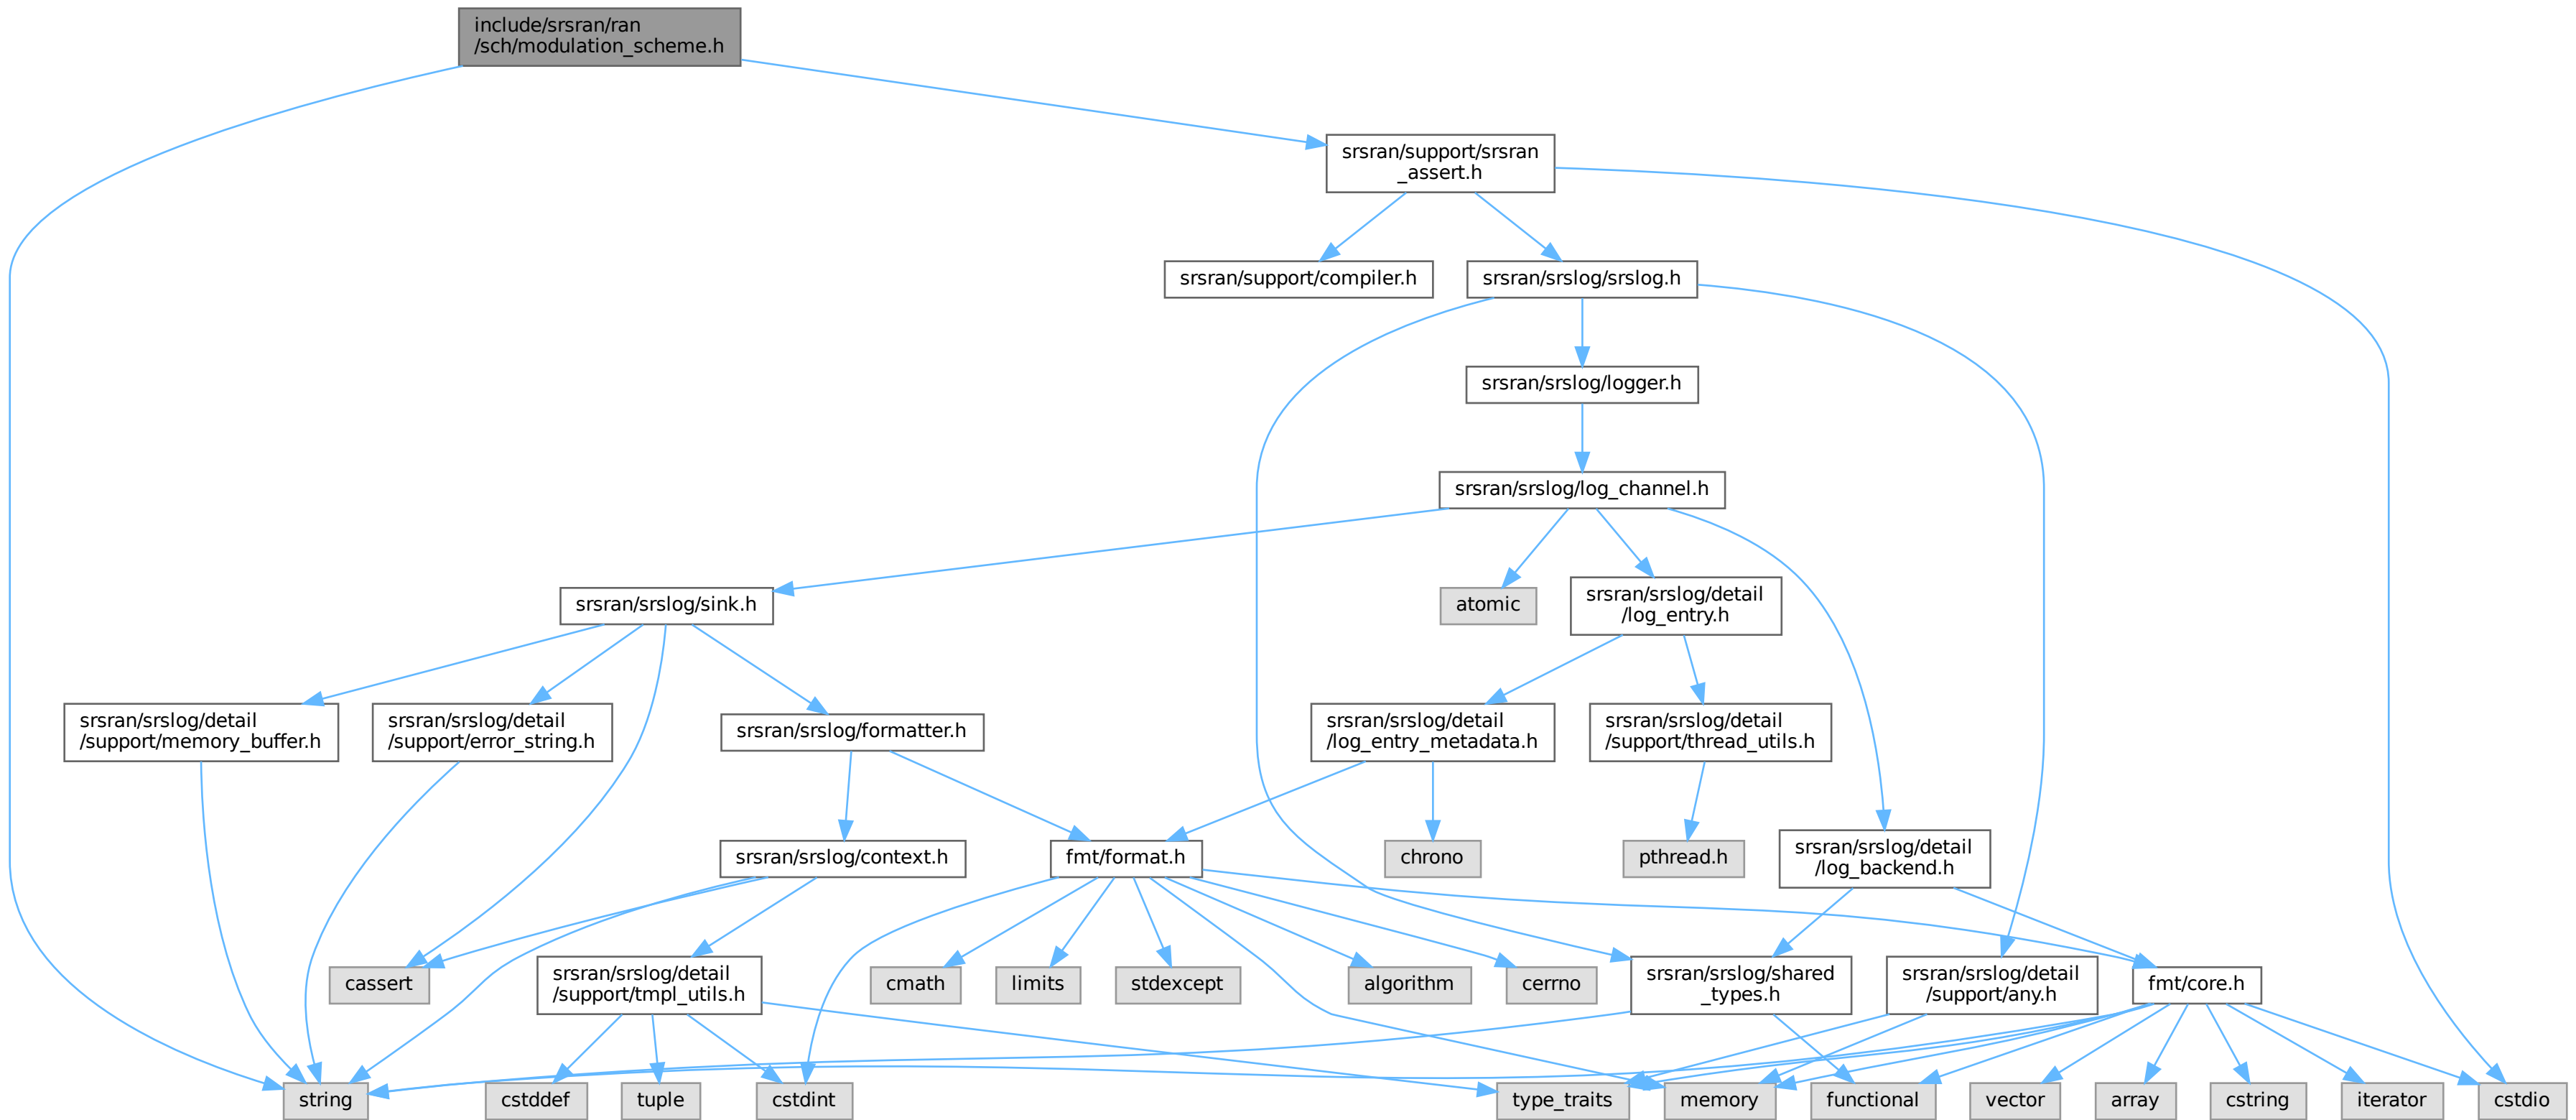 include/srsran/ran
/sch/modulation_scheme.h
srsran/support/srsran
_assert.h
srsran/support/compiler.h
srsran/srslog/srslog.h
srsran/srslog/logger.h
srsran/srslog/log_channel.h
srsran/srslog/sink.h
atomic
srsran/srslog/detail
/log_entry.h
srsran/srslog/detail
/support/memory_buffer.h
srsran/srslog/detail
/support/error_string.h
srsran/srslog/formatter.h
srsran/srslog/detail
/log_entry_metadata.h
srsran/srslog/detail
/support/thread_utils.h
srsran/srslog/context.h
fmt/format.h
chrono
pthread.h
srsran/srslog/detail
/log_backend.h
cassert
srsran/srslog/detail
/support/tmpl_utils.h
cmath
limits
stdexcept
algorithm
cerrno
srsran/srslog/shared
_types.h
srsran/srslog/detail
/support/any.h
fmt/core.h
string
cstddef
tuple
cstdint
type_traits
memory
functional
vector
array
cstring
iterator
cstdio